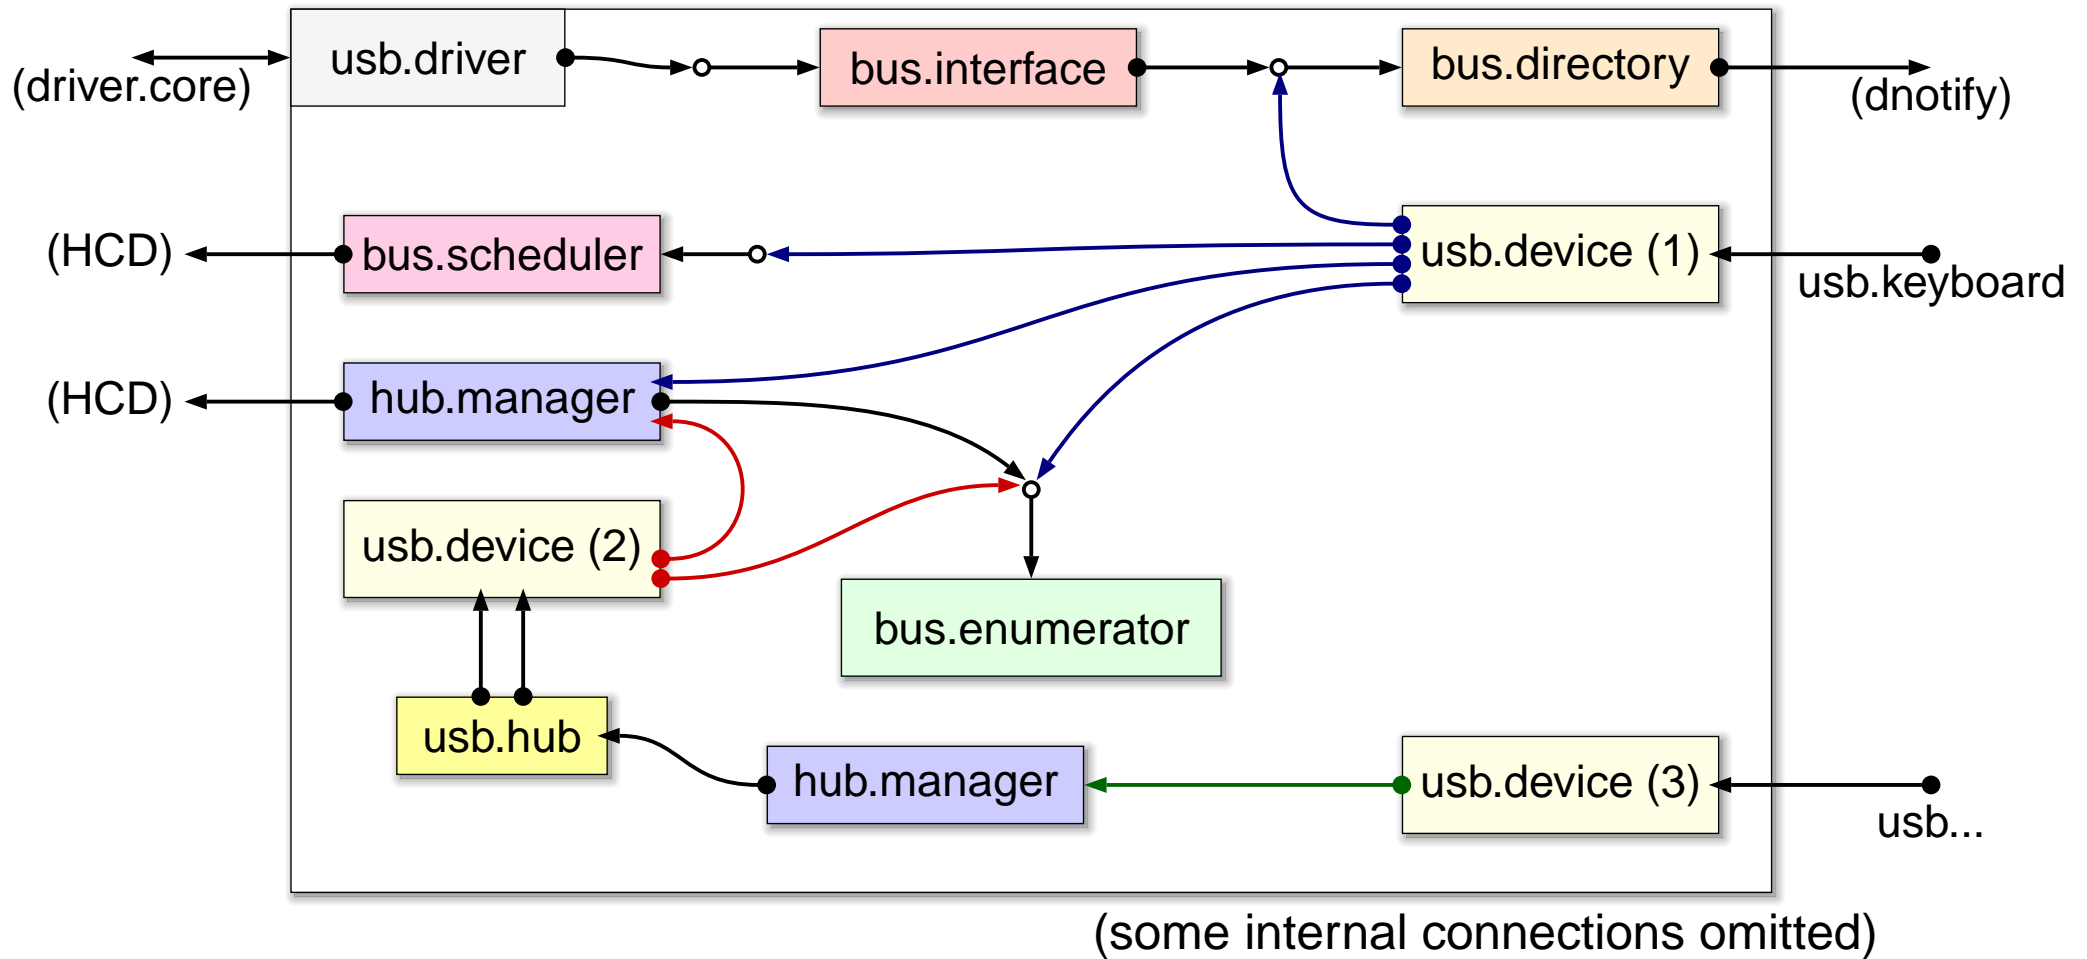 usb.driver
bus.interface
bus.directory
(driver.core)
(dnotify)
(HCD)
bus.scheduler
usb.device (1)
usb.keyboard
(HCD)
hub.manager
usb.device (2)
bus.enumerator
usb.hub
hub.manager
usb.device (3)
usb...
(some internal connections omitted)